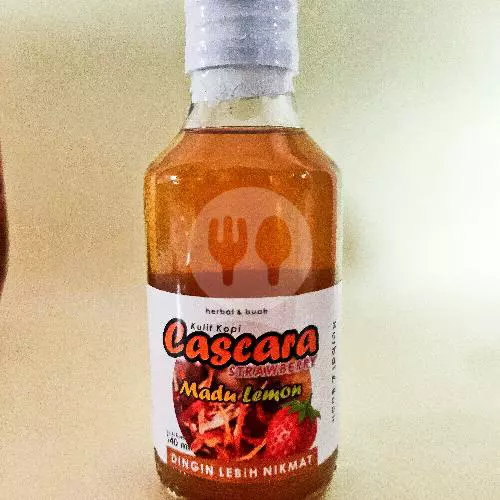 herbal & buah
Kulit Kopi
Cascara
STRAWBERRY
Madu Lemon
DINGIN LEBIH NIKMAT